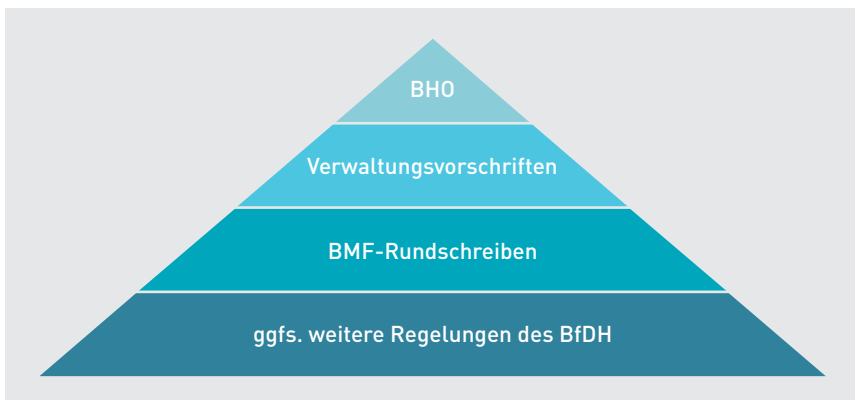 BHO
Verwaltungsvorschriften
BMF-Rundschreiben
ggfs. weitere Regelungen des BfDH